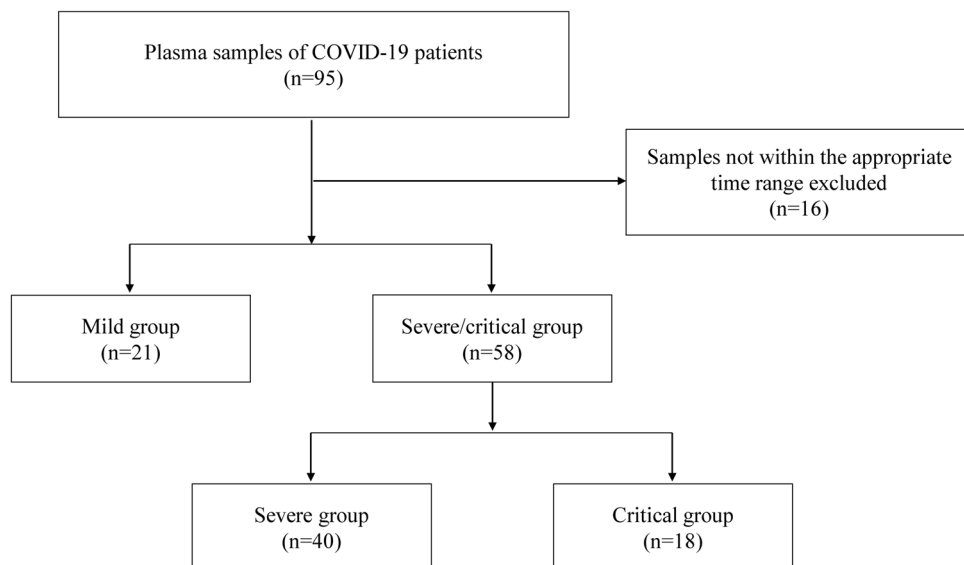 Plasma samples of COVID-19 patients
(n=95)
Samples not within the appropriate
time range excluded
(n=16)
Mild group
(n=21)
Severe/critical group
(n=58)
Severe group
(n=40)
Critical group
(n=18)